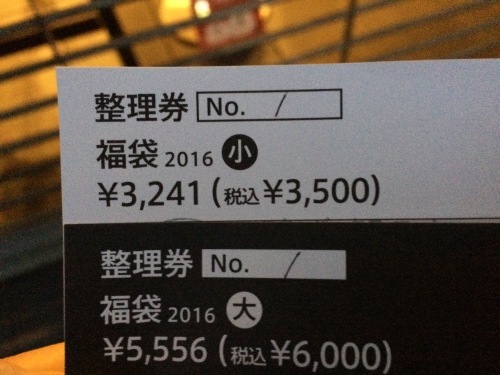 整理券 No. /
福袋 2016 小
¥3,241 (税込¥3,500)
整理券 No. /
福袋 2016 大
¥5,556 (税込¥6,000)